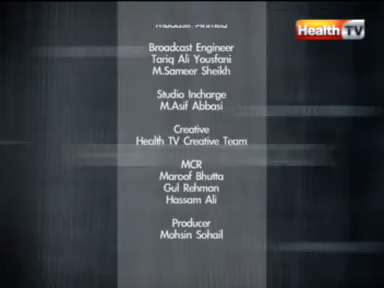 Health TV
Broadcast Engineer
Tariq Ali Yousfani
M.Sameer Sheikh
Studio Incharge
M.Asif Abbasi
Creative
Health TV Creative Team
MCR
Maroof Bhutta
Gul Rehman
Hassam Ali
Producer
Mohsin Sohail